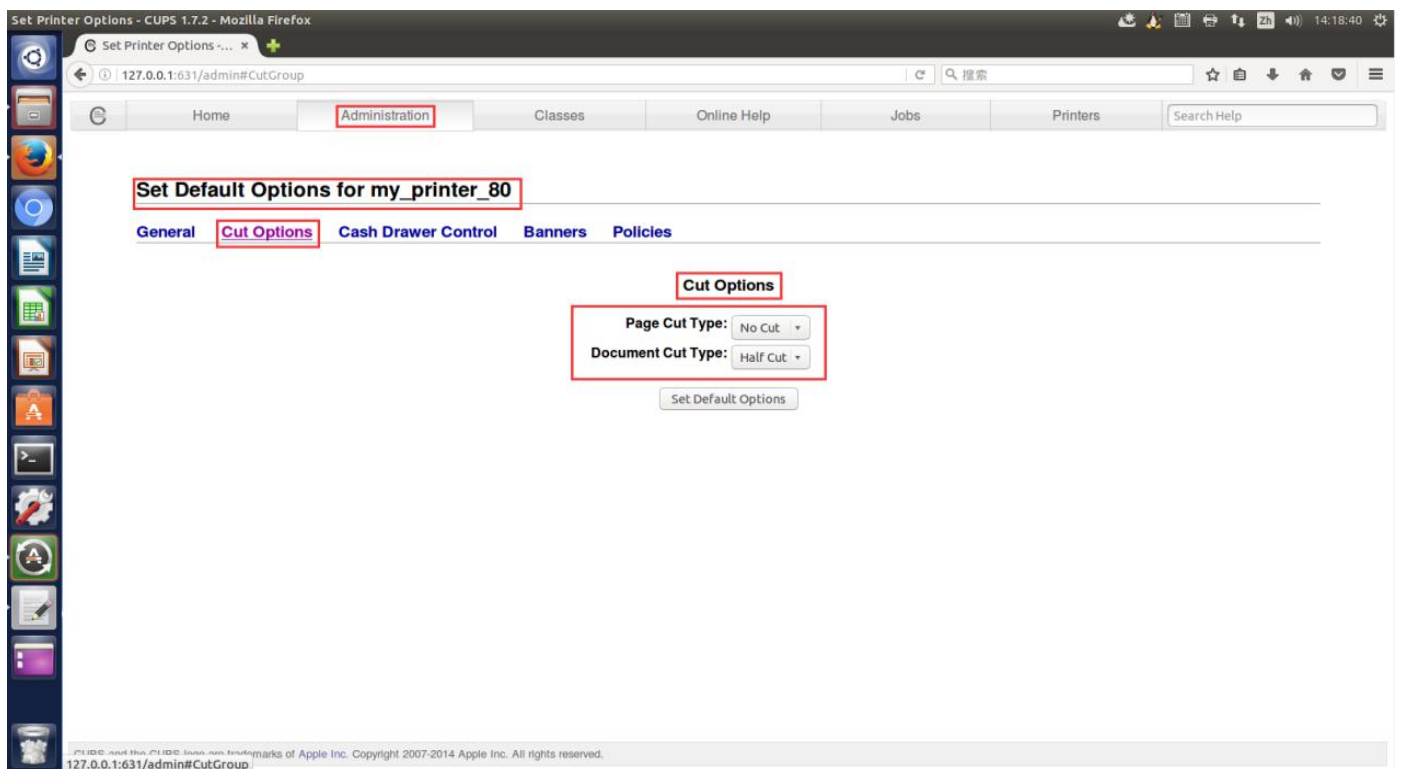 Set Printer Options - CUPS 1.7.2 - Mozilla Firefox
Zh
14:18:40
Set Printer Options -... ×
127.0.0.1:631/admin#CutGroup
搜索
Home Administration Classes Online Help Jobs Printers Search Help
Set Default Options for my_printer_80
General Cut Options Cash Drawer Control Banners Policies
Cut Options
Page Cut Type: No Cut
Document Cut Type: Half Cut
Set Default Options
CUPS and the CUPS logo are trademarks of Apple Inc. Copyright 2007-2014 Apple Inc. All rights reserved.
127.0.0.1:631/admin#CutGroup